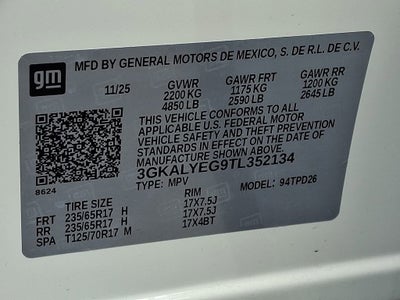 gm MFD BY GENERAL MOTORS DE MEXICO, S. DE R.L. DE C.V.
11/25 GVWR GAWR FRT GAWR RR
2200 KG 1175 KG 1200 KG
4850 LB 2590 LB 2645 LB
THIS VEHICLE CONFORMS TO ALL
APPLICABLE U.S. FEDERAL MOTOR
VEHICLE SAFETY AND THEFT PREVENTION
STANDARDS IN EFFECT ON THE DATE OF
MANUFACTURE SHOWN ABOVE.
8624 3GKALYEG9TL352134
TYPE: MPV MODEL: 94TPD26
TIRE SIZE RIM
FRT 235/65R17 H 17X7.5J
RR 235/65R17 H 17X7.5J
SPA T125/70R17 M 17X4BT